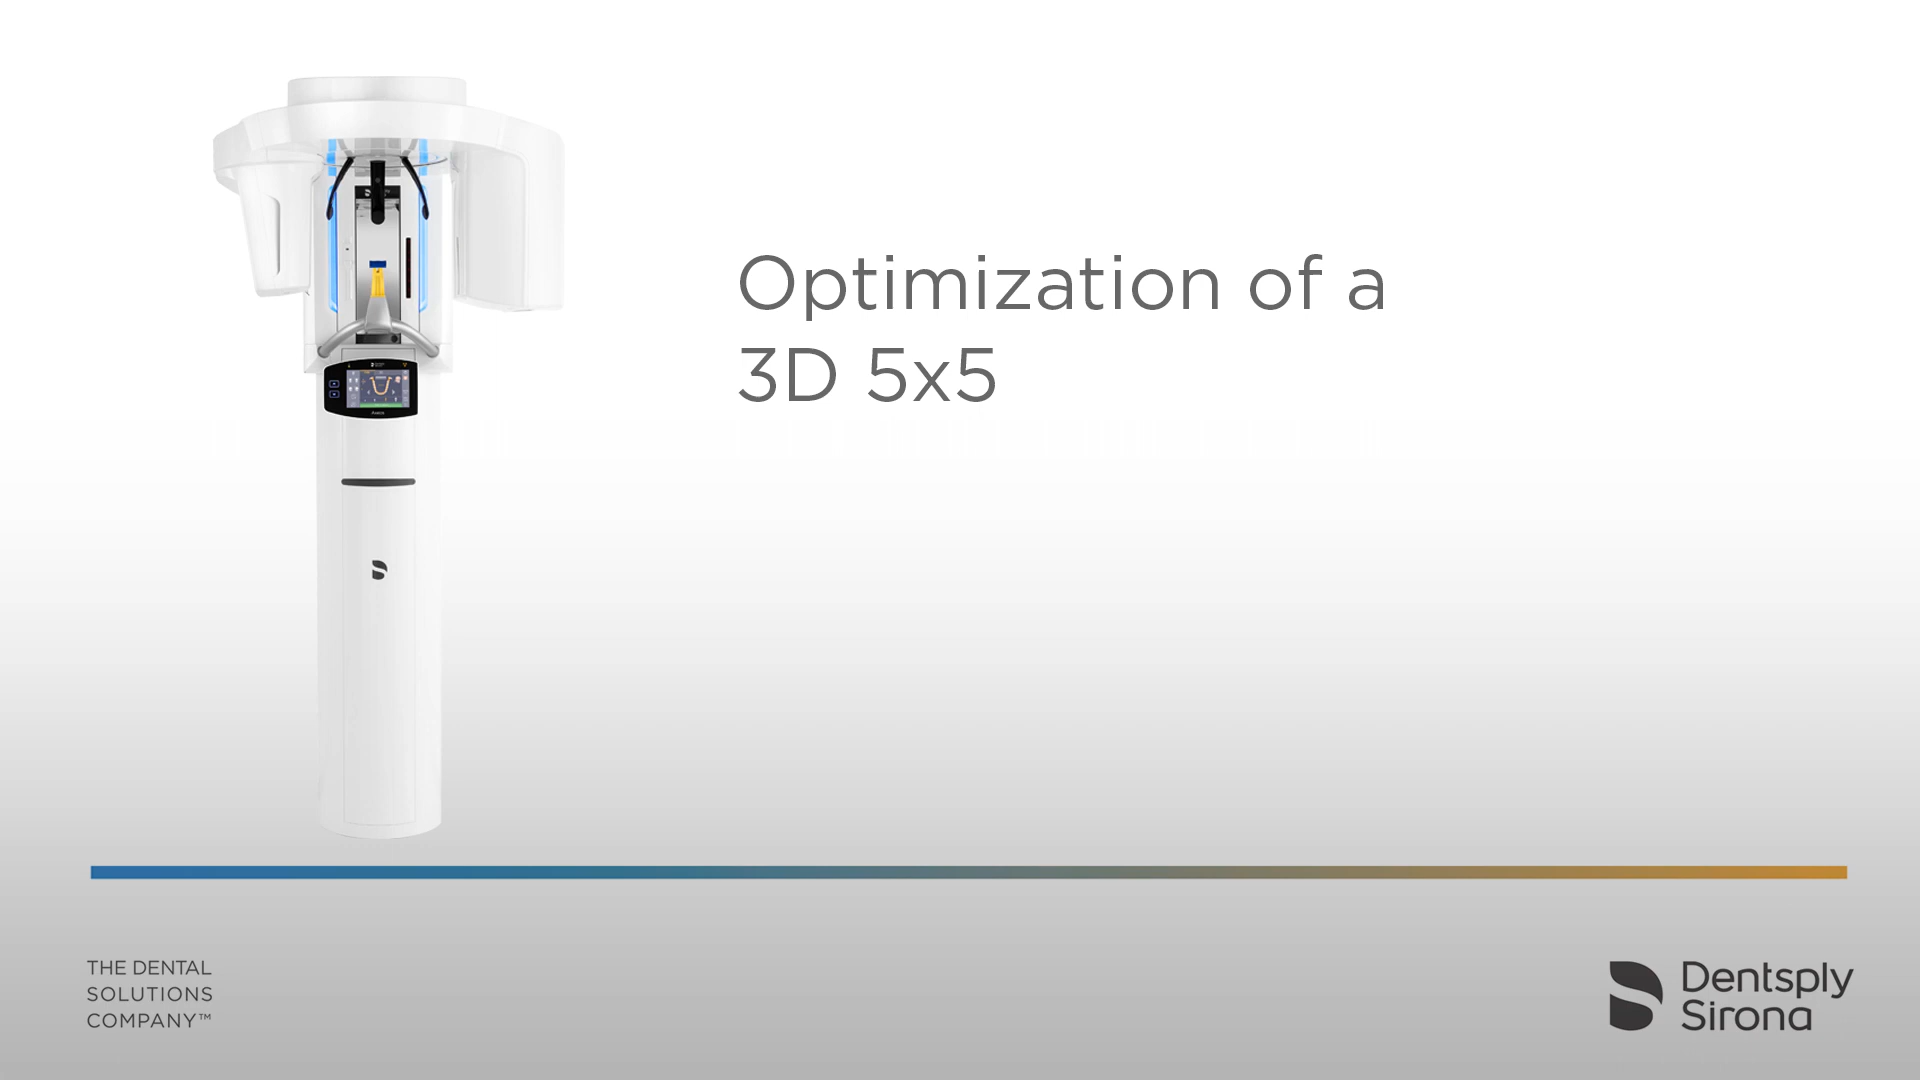 Optimization of a
3D 5x5
THE DENTAL
SOLUTIONS
COMPANY™
Dentsply
Sirona